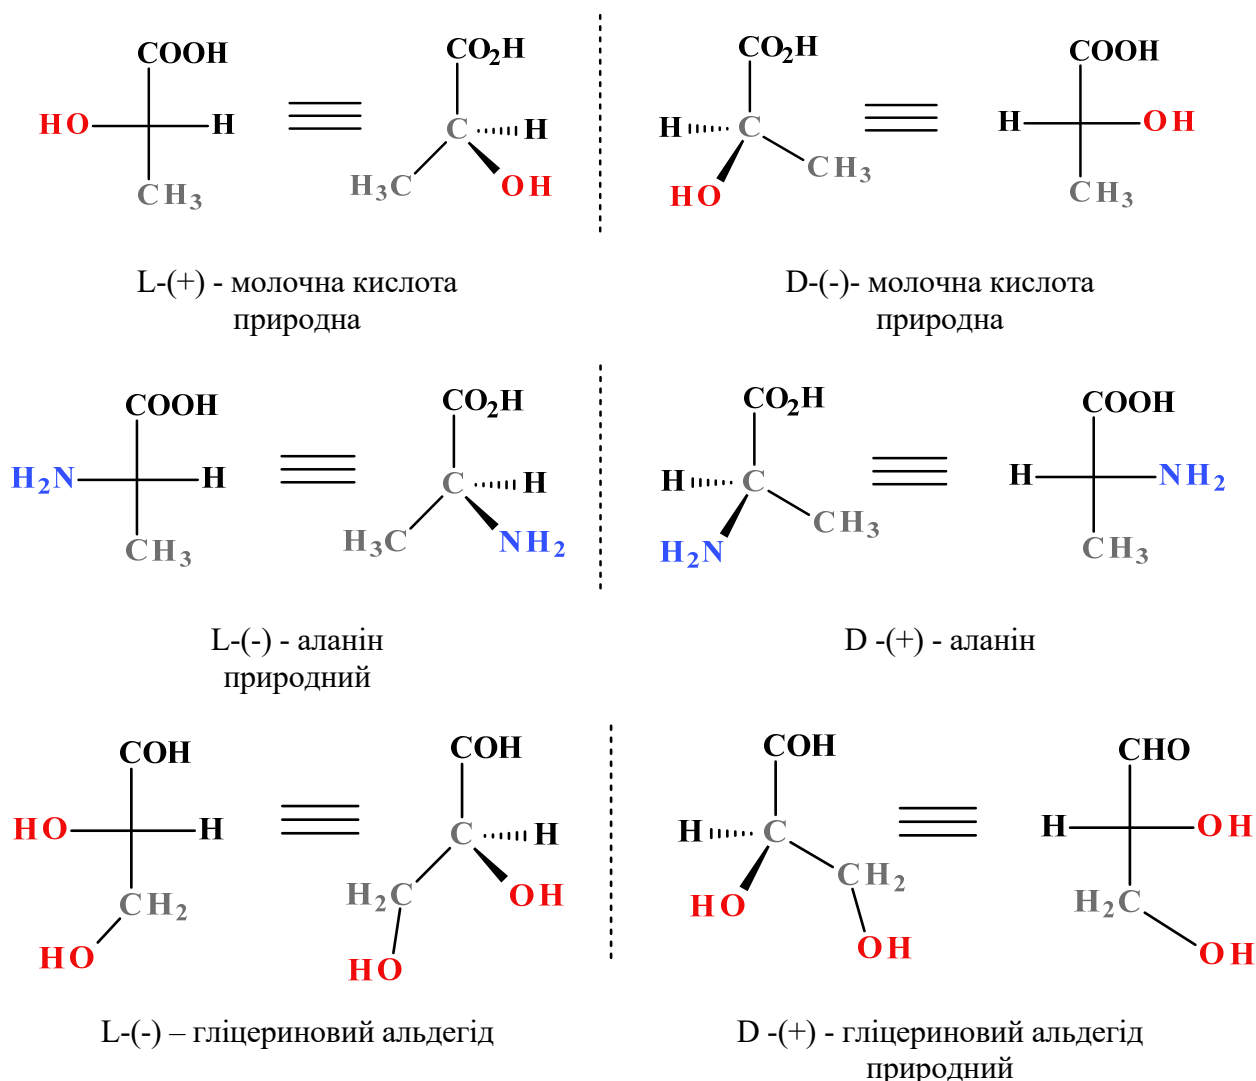 COOH CO₂H CO₂H COOH
HO H C H H C H OH
CH₃ H₃C OH HO CH₃ CH₃
L-(+) - молочна кислота
природна
D-(-)- молочна кислота
природна
COOH CO₂H CO₂H COOH
H₂N H C H H C H NH₂
CH₃ H₃C NH₂ H₂N CH₃ CH₃
L-(-) - аланін
природний
D -(+) - аланін
COH COH COH CHO
HO H C H H C H OH
CH₂ H₂C OH HO CH₂ H₂C
HO HO OH OH
L-(-) – гліцериновий альдегід
D -(+) - гліцериновий альдегід
природний